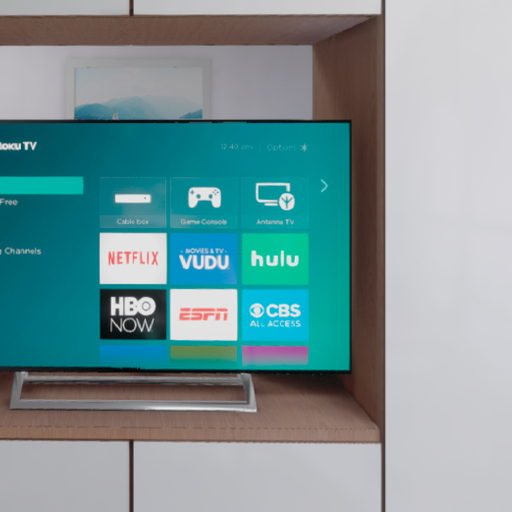 Roku TV
12:40 am | Options
Free
Channels
Cable box
Game Console
Antenna TV
NETFLIX
MOVIES & TV
VUDU
hulu
HBO
NOW
ESPN
CBS
ALL ACCESS